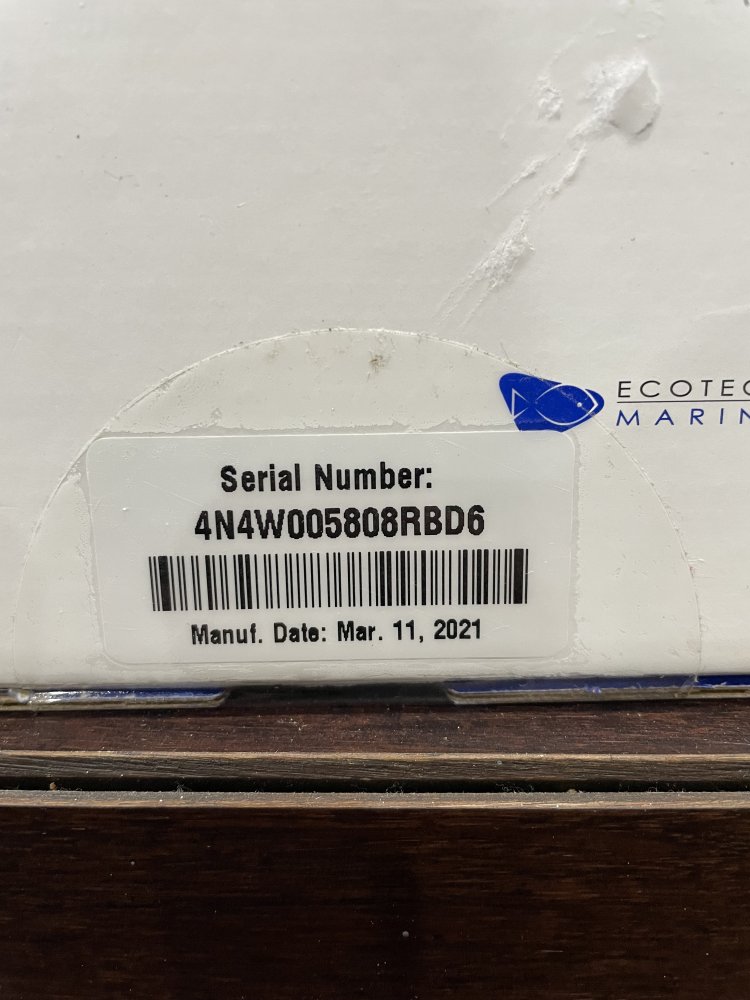 ECOTEC
MARIN
Serial Number:
4N4W005808RBD6
Manuf. Date: Mar. 11, 2021